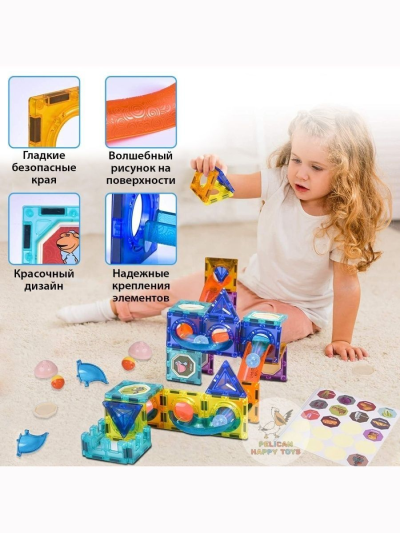 Гладкие
безопасные
края
Волшебный
рисунок на
поверхности
Красочный
дизайн
Надежные
крепления
элементов
PELICAN
HAPPY TOYS